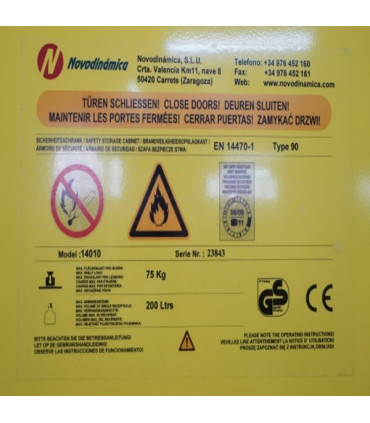 Novodinámica
Novodinámica, S.L.U.
Crta. Valencia Km11, nave 8
50420 Carrete (Zaragoza)
Telefono: +34 976 452 160
Fax: +34 976 452 161
Web: www.novodinamica.com
TÜREN SCHLIESSEN! CLOSE DOORS! DEUREN SLUITEN!
MAINTENIR LES PORTES FERMÉES! CERRAR PUERTAS! ZAMYKAĆ DRZWI!
SICHERHEITSSCHRANK / SAFETY STORAGE CABINET / BRANDVEILIGHEIDSOPSLAGKAST /
ARMOIRE DE SÉCURITÉ / ARMARIO DE SEGURIDAD / SZAFA BEZPIECZEŃSTWA:
EN 14470-1 Type 90
Model: 14010
Serie Nr. : 23843
75 Kg
200 Ltrs
GS
CE
BITTE BEACHTEN SIE DIE BETRIEBANLEITUNG!
LET OP DE GEBRUIKSHANDLEIDING!
OBSERVE LAS INSTRUCCIONES DE FUNCIONAMIENTO!
PLEASE NOTE THE OPERATING INSTRUCTIONS!
VEUILLEZ LIRE ATTENTIVEMENT LA NOTICE D' UTILISATION!
PROSZĘ ZAPOZNAĆ SIĘ Z INSTRUKCJĄ OBSŁUGI!